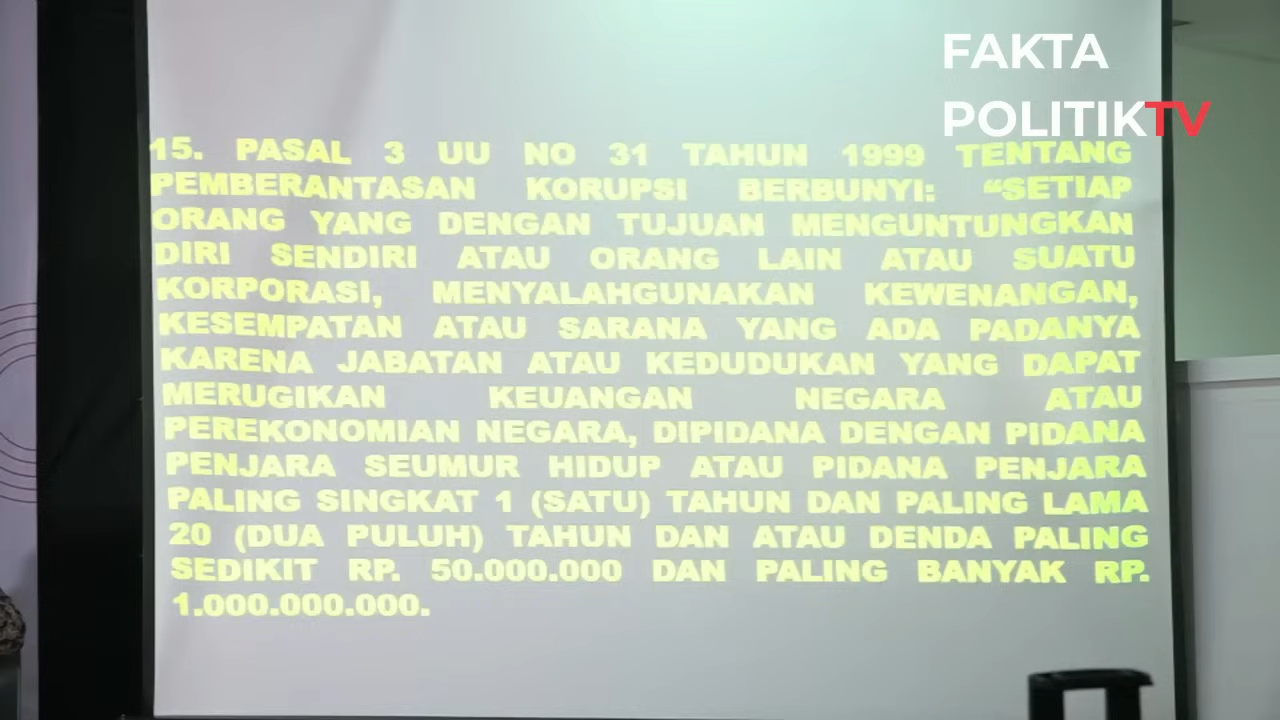 FAKTA
POLITIKTV
15. PASAL 3 UU NO 31 TAHUN 1999 TENTANG
PEMBERANTASAN KORUPSI BERBUNYI: “SETIAP
ORANG YANG DENGAN TUJUAN MENGUNTUNGKAN
DIRI SENDIRI ATAU ORANG LAIN ATAU SUATU
KORPORASI, MENYALAHGUNAKAN KEWENANGAN,
KESEMPATAN ATAU SARANA YANG ADA PADANYA
KARENA JABATAN ATAU KEDUDUKAN YANG DAPAT
MERUGIKAN KEUANGAN NEGARA ATAU
PEREKONOMIAN NEGARA, DIPIDANA DENGAN PIDANA
PENJARA SEUMUR HIDUP ATAU PIDANA PENJARA
PALING SINGKAT 1 (SATU) TAHUN DAN PALING LAMA
20 (DUA PULUH) TAHUN DAN ATAU DENDA PALING
SEDIKIT RP. 50.000.000 DAN PALING BANYAK RP.
1.000.000.000.